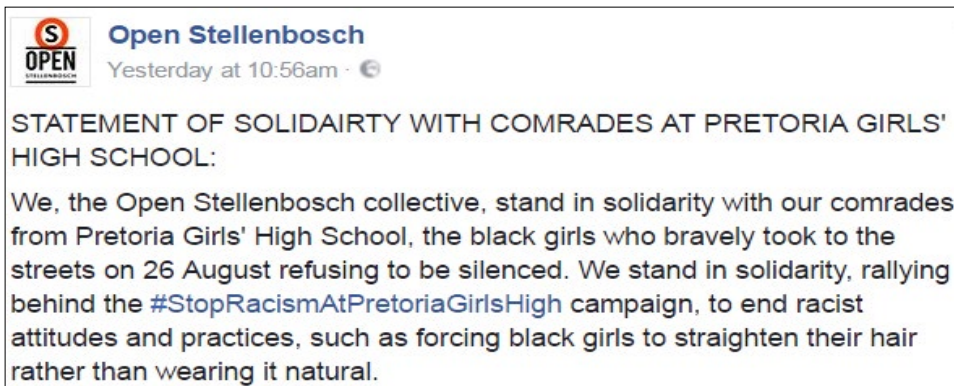 S
OPEN
STELLENBOSCH
Open Stellenbosch
Yesterday at 10:56am ·
STATEMENT OF SOLIDAIRTY WITH COMRADES AT PRETORIA GIRLS'
HIGH SCHOOL:
We, the Open Stellenbosch collective, stand in solidarity with our comrades
from Pretoria Girls' High School, the black girls who bravely took to the
streets on 26 August refusing to be silenced. We stand in solidarity, rallying
behind the #StopRacismAtPretoriaGirlsHigh campaign, to end racist
attitudes and practices, such as forcing black girls to straighten their hair
rather than wearing it natural.